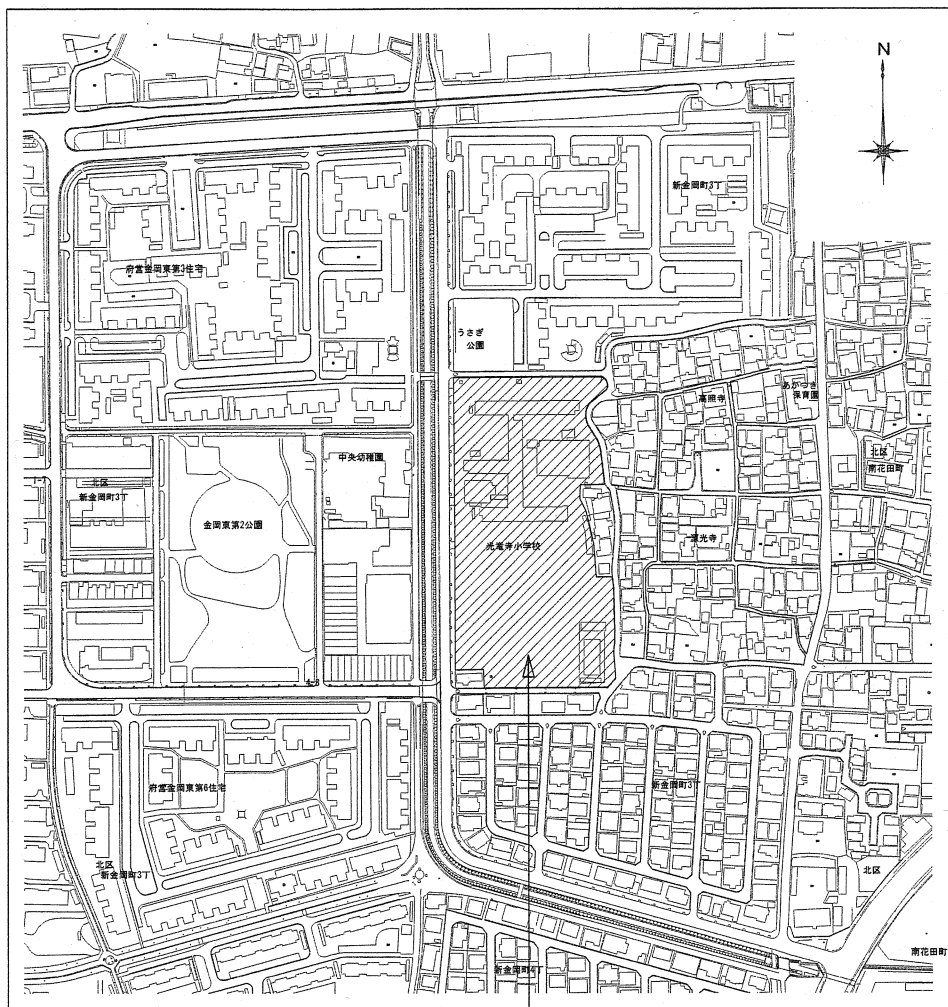 N
新金岡町3丁
府営金岡東第3住宅
うさぎ
公園
高照寺
あかつき
保育園
中央幼稚園
北区
南花田町
北区
新金岡町3丁
金岡東第2公園
光竜寺小学校
源光寺
府営金岡東第6住宅
新金岡町3丁
北区
新金岡町3丁
北区
南花田町
新金岡町4丁